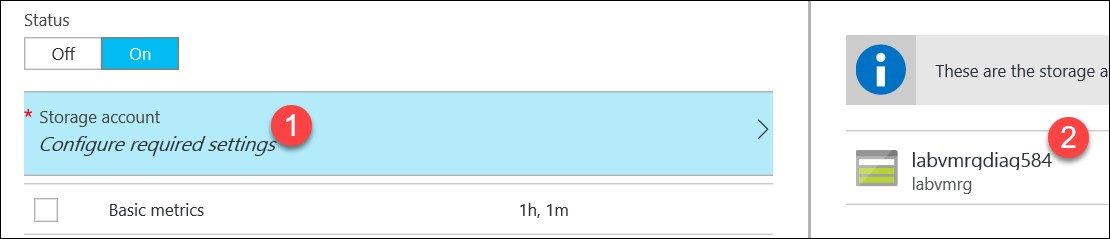 Status
Off On
* Storage account
Configure required settings
1
Basic metrics 1h, 1m
i
These are the storage a
2
labvmrgdiag584
labvmrg